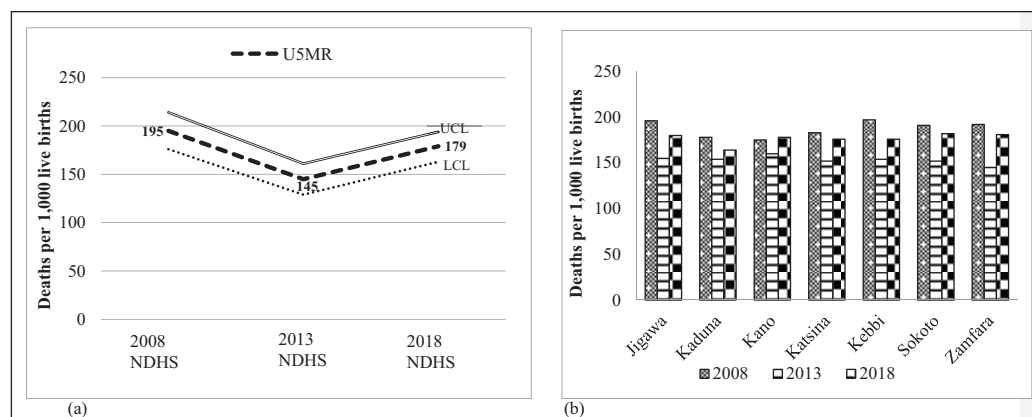 U5MR
250
200
150
100
50
0
Deaths per 1,000 live births
195
145
179
UCL
LCL
2008
NDHS
2013
NDHS
2018
NDHS
(a)
250
200
150
100
50
0
Deaths per 1,000 live births
Jigawa
Kaduna
Kano
Katsina
Kebbi
Sokoto
Zamfara
2008 2013 2018
(b)